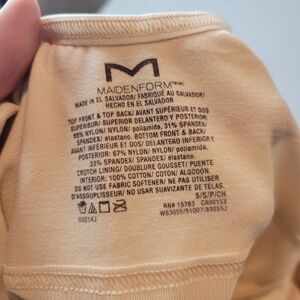 M
MAIDENFORM
MADE IN EL SALVADOR/ FABRIQUÉ AU SALVADOR/
HECHO EN EL SALVADOR
TOP FRONT & TOP BACK/ AVANT SUPÉRIEUR ET DOS
SUPÉRIEUR/ SUPERIOR DELANTERO Y POSTERIOR:
69% NYLON/ NYLON/ poliamida, 31% SPANDEX/
SPANDEX/ elastano. BOTTOM FRONT & BACK/
AVANT INFÉRIEUR ET DOS/ INFERIOR DELANTERO Y
POSTERIOR: 67% NYLON/ NYLON/ poliamida,
33% SPANDEX/ SPANDEX/ elastano.
CROTCH LINING/ DOUBLURE GOUSSET/ PUENTE
INTERIOR: 100% COTTON/ COTON/ ALGODÓN.
DO NOT USE FABRIC SOFTENER/ NE PAS UTILISER
D'ASSOUPLISSEUR/ NO USAR SUAVIZANTE DE TELAS.
S/S/P/CH
RN# 15763 CA00153
02214J WB3055/51007/B3055J